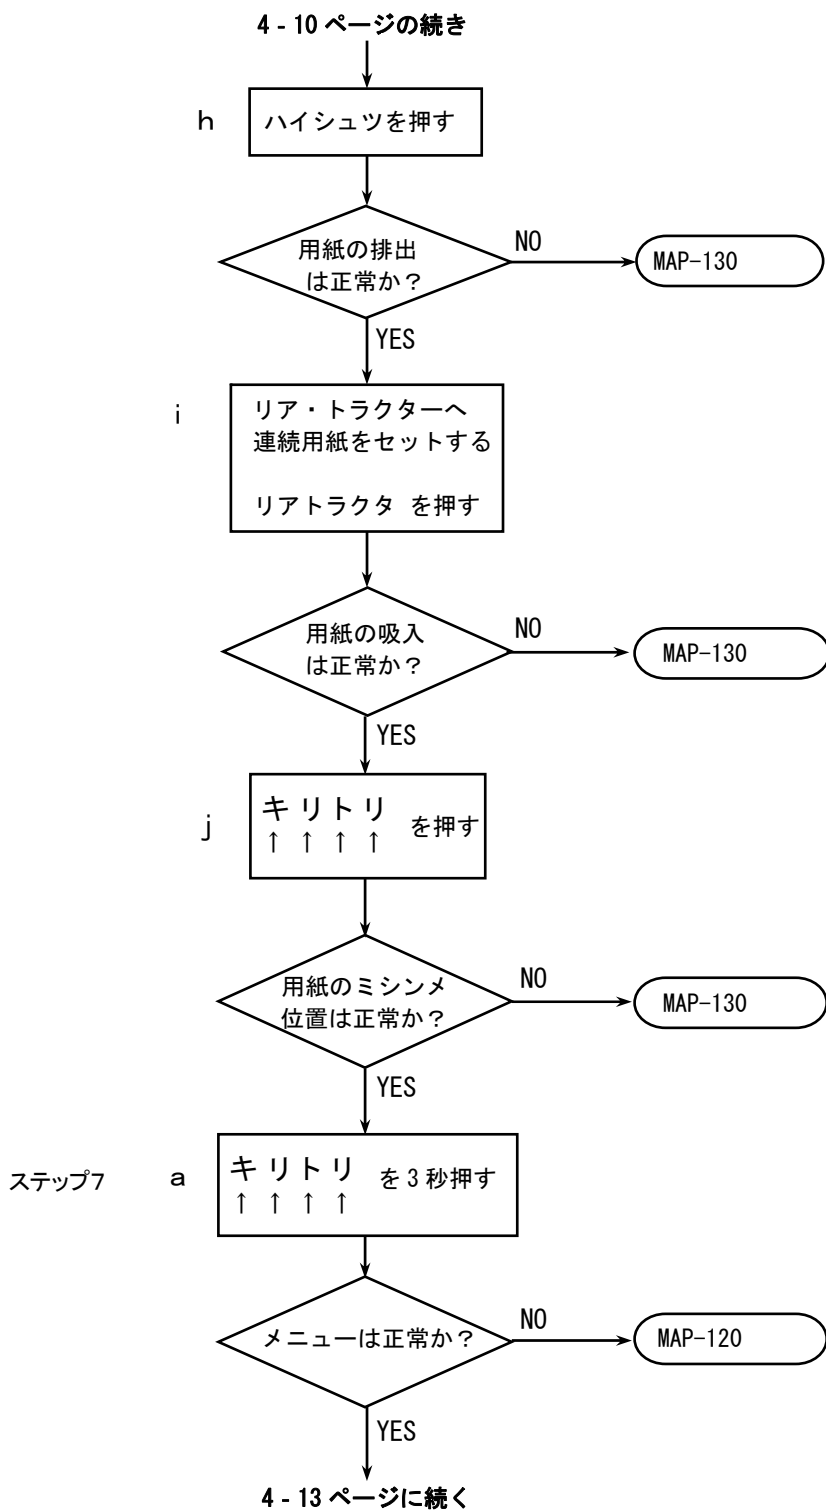 4 - 10 ページの続き
h
ハイシュツを押す
用紙の排出
は正常か？
NO
MAP-130
YES
i
リア・トラクターへ
連続用紙をセットする
リアトラクタ を押す
用紙の吸入
は正常か？
NO
MAP-130
YES
j
キリトリ を押す
↑ ↑ ↑ ↑
用紙のミシンメ
位置は正常か？
NO
MAP-130
YES
ステップ7 a
キリトリ を３秒押す
↑ ↑ ↑ ↑
メニューは正常か？
NO
MAP-120
YES
4 - 13 ページに続く